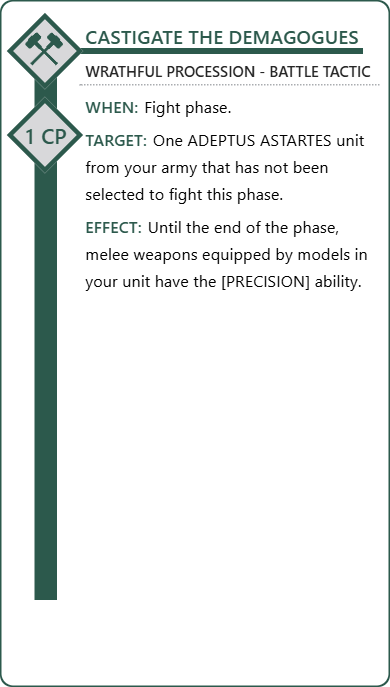 CASTIGATE THE DEMAGOGUES
WRATHFUL PROCESSION - BATTLE TACTIC
1 CP
WHEN: Fight phase.
TARGET: One ADEPTUS ASTARTES unit
from your army that has not been
selected to fight this phase.
EFFECT: Until the end of the phase,
melee weapons equipped by models in
your unit have the [PRECISION] ability.